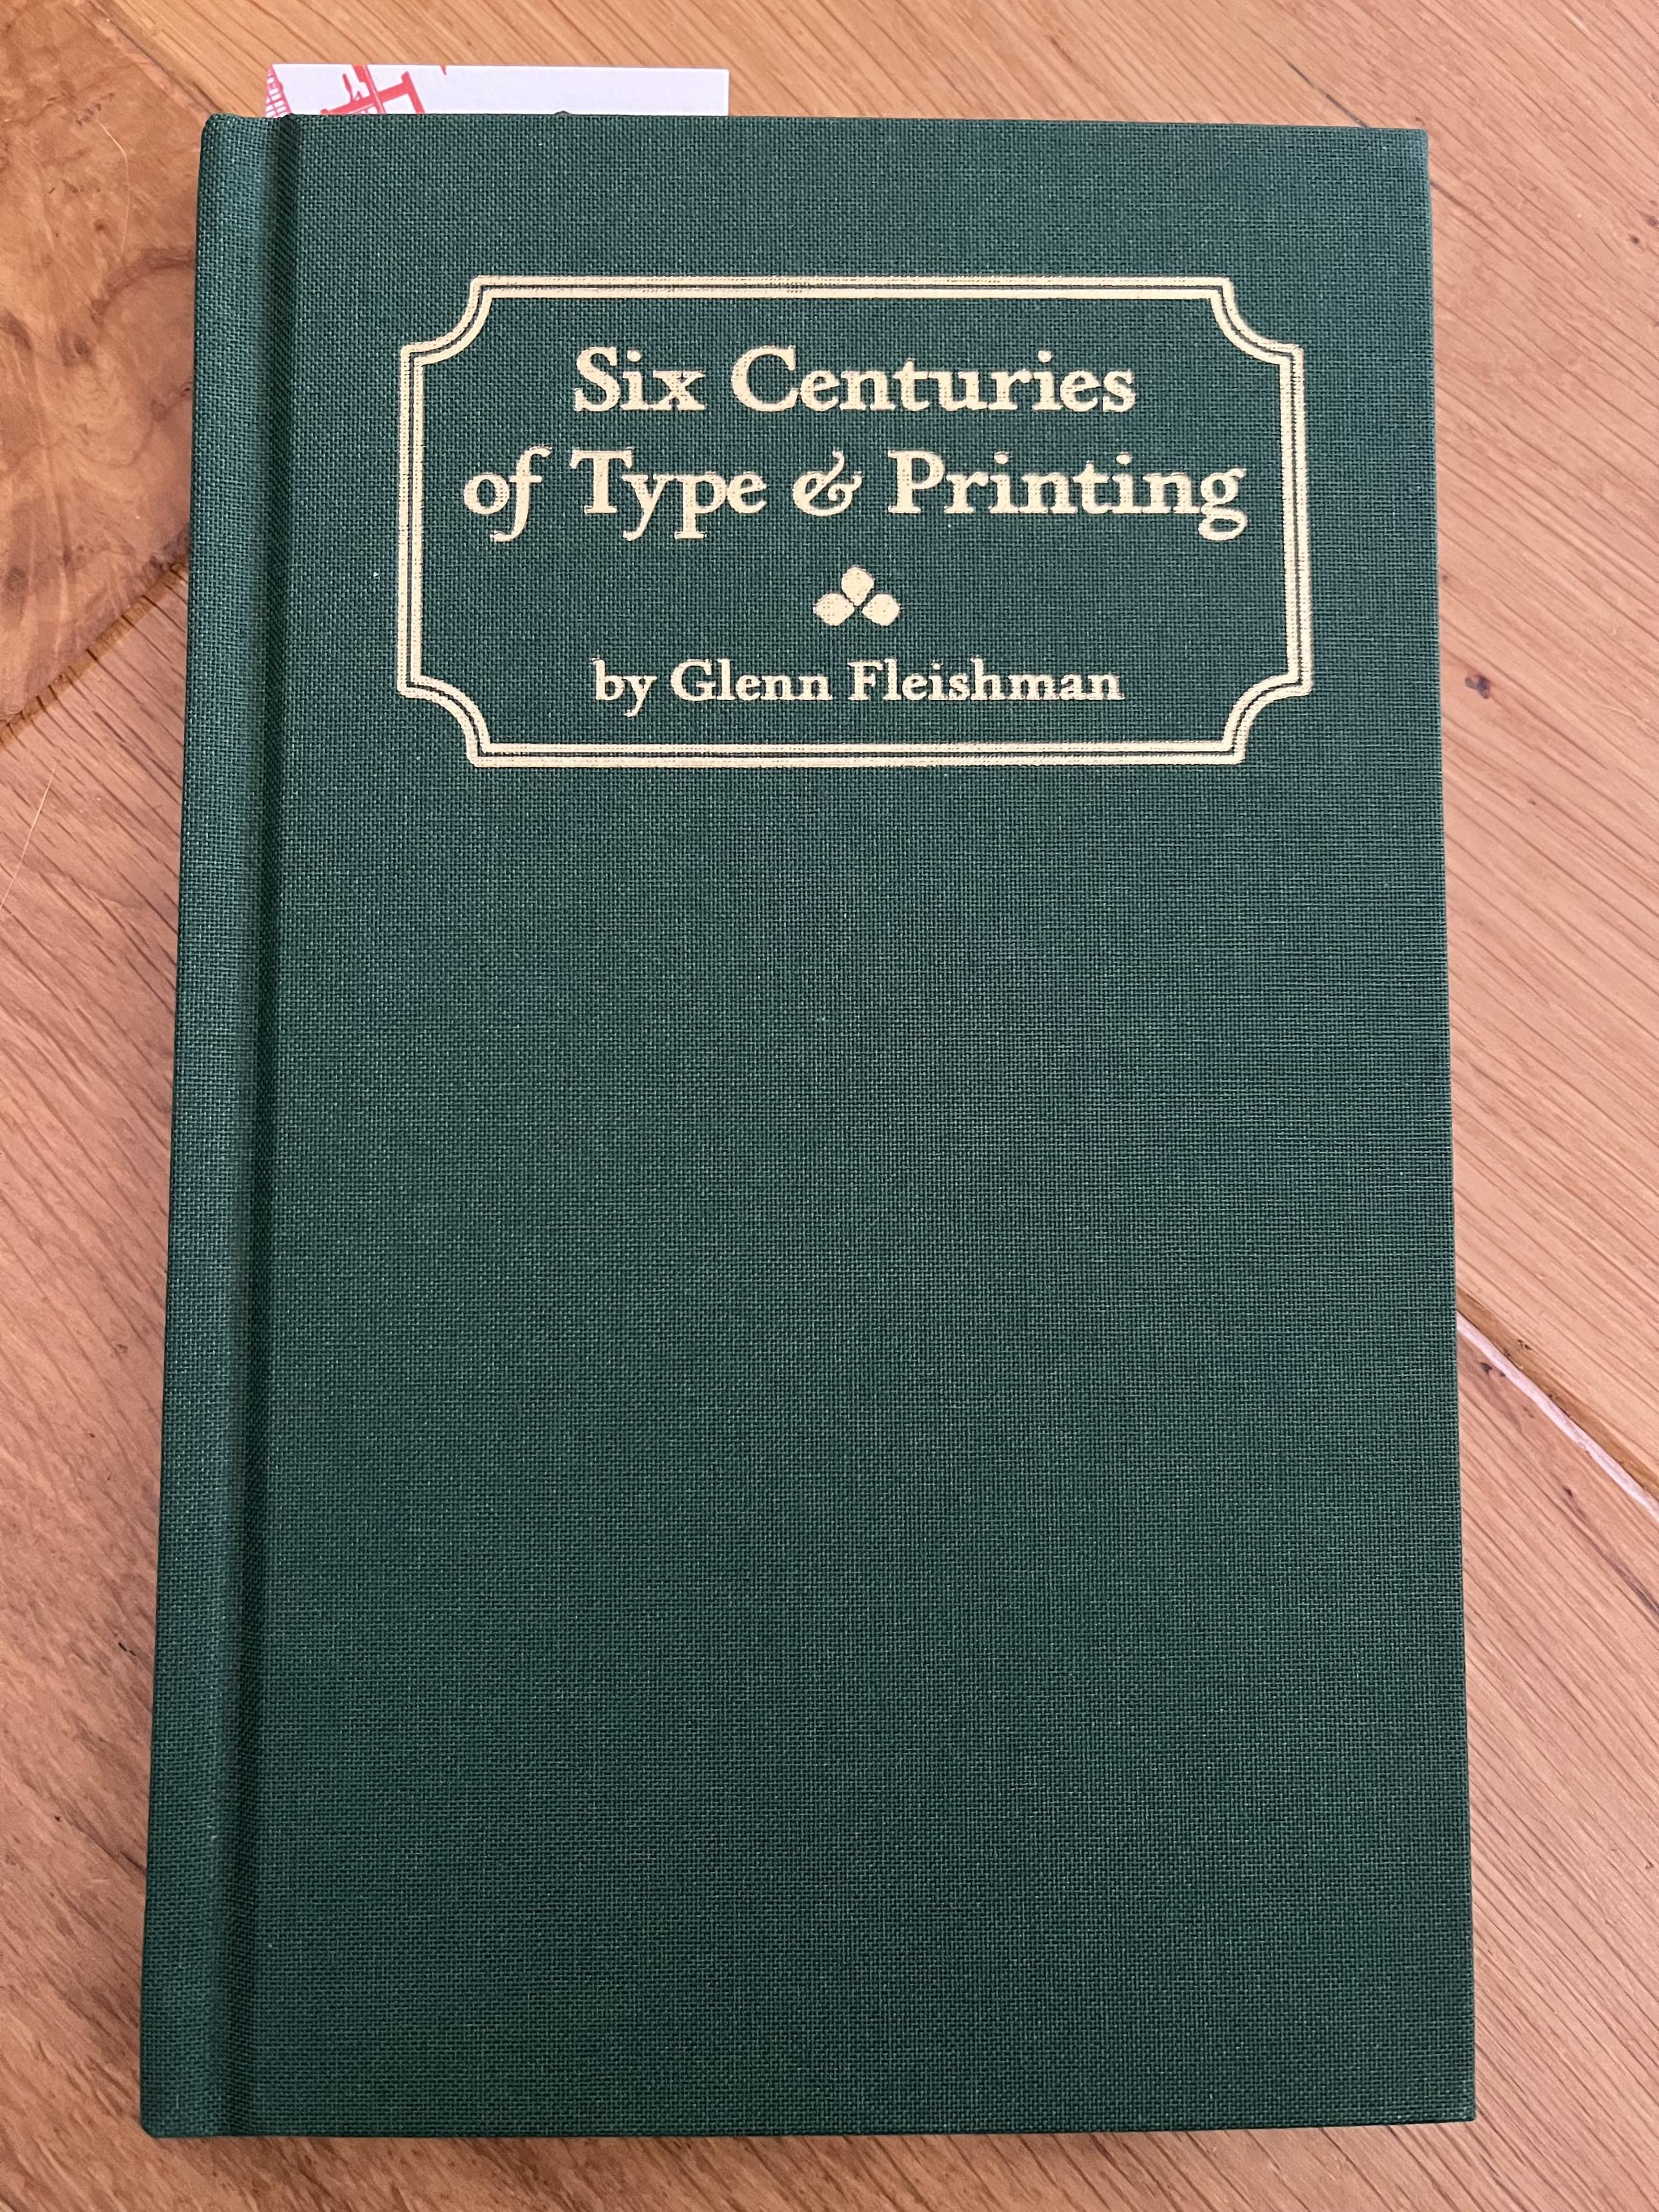 Six Centuries
of Type & Printing
by Glenn Fleishman